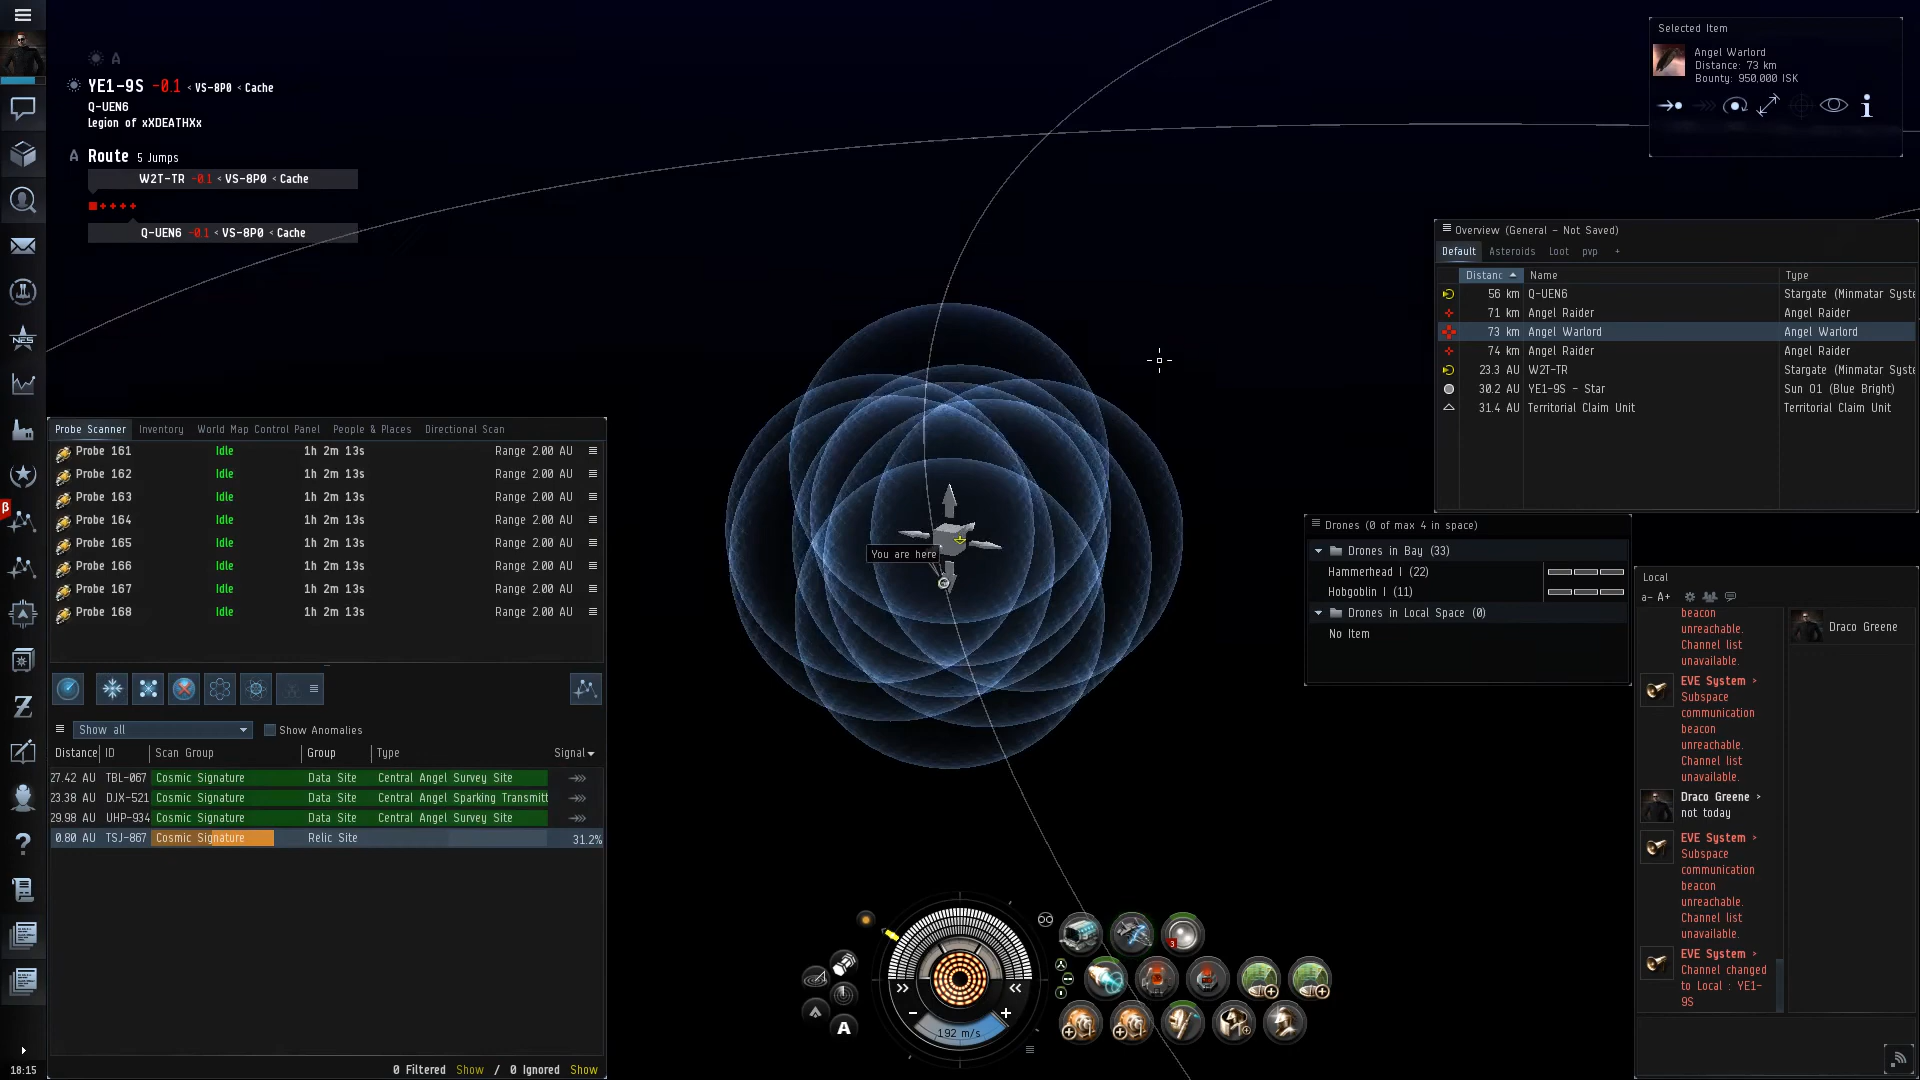 A
YE1-9S -0.1 < VS-8P0 < Cache
Q-UEN6
Legion of xXDEATHXx
A Route 5 Jumps
W2T-TR -0.1 < VS-8P0 < Cache
Q-UEN6 -0.1 < VS-8P0 < Cache
Selected Item
Angel Warlord
Distance: 73 km
Bounty: 950,000 ISK
Overview (General - Not Saved)
Default Asteroids Loot pvp +
Distanc Name Type
56 km Q-UEN6 Stargate (Minmatar Syste
71 km Angel Raider Angel Raider
73 km Angel Warlord Angel Warlord
74 km Angel Raider Angel Raider
23.3 AU W2T-TR Stargate (Minmatar Syste
30.2 AU YE1-9S - Star Sun O1 (Blue Bright)
31.4 AU Territorial Claim Unit Territorial Claim Unit
NES
β
Z
?
18:15
Probe Scanner Inventory World Map Control Panel People & Places Directional Scan
Probe 161 Idle 1h 2m 13s Range 2.00 AU
Probe 162 Idle 1h 2m 13s Range 2.00 AU
Probe 163 Idle 1h 2m 13s Range 2.00 AU
Probe 164 Idle 1h 2m 13s Range 2.00 AU
Probe 165 Idle 1h 2m 13s Range 2.00 AU
Probe 166 Idle 1h 2m 13s Range 2.00 AU
Probe 167 Idle 1h 2m 13s Range 2.00 AU
Probe 168 Idle 1h 2m 13s Range 2.00 AU
Show all Show Anomalies
Distance ID Scan Group Group Type Signal
27.42 AU TBL-067 Cosmic Signature Data Site Central Angel Survey Site
23.38 AU DJX-521 Cosmic Signature Data Site Central Angel Sparking Transmitt
29.98 AU UHP-934 Cosmic Signature Data Site Central Angel Survey Site
0.80 AU TSJ-867 Cosmic Signature Relic Site 31.2%
0 Filtered Show / 0 Ignored Show
You are here
Drones (0 of max 4 in space)
Drones in Bay (33)
Hammerhead I (22)
Hobgoblin I (11)
Drones in Local Space (0)
No Item
3
A
192 m/s
Local
a- A+
beacon
unreachable.
Channel list
unavailable.
EVE System >
Subspace
communication
beacon
unreachable.
Channel list
unavailable.
Draco Greene >
not today
EVE System >
Subspace
communication
beacon
unreachable.
Channel list
unavailable.
EVE System >
Channel changed
to Local : YE1-
9S
Draco Greene